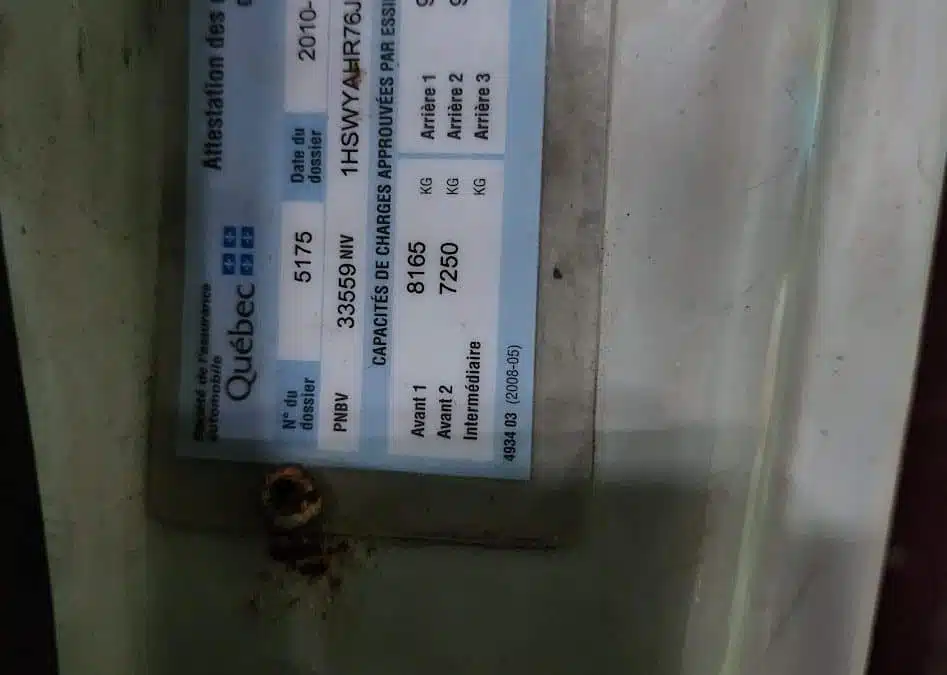 Société de l'assurance
automobile
Québec
Attestation des
N° du
dossier
5175
Date du
dossier
2010-
PNBV
33559
NIV
1HSWYAHR76J
CAPACITÉS DE CHARGES APPROUVÉES PAR ESSI
Avant 1 8165 KG Arrière 1
Avant 2 7250 KG Arrière 2
Intermédiaire KG Arrière 3
4934 03 (2008-05)